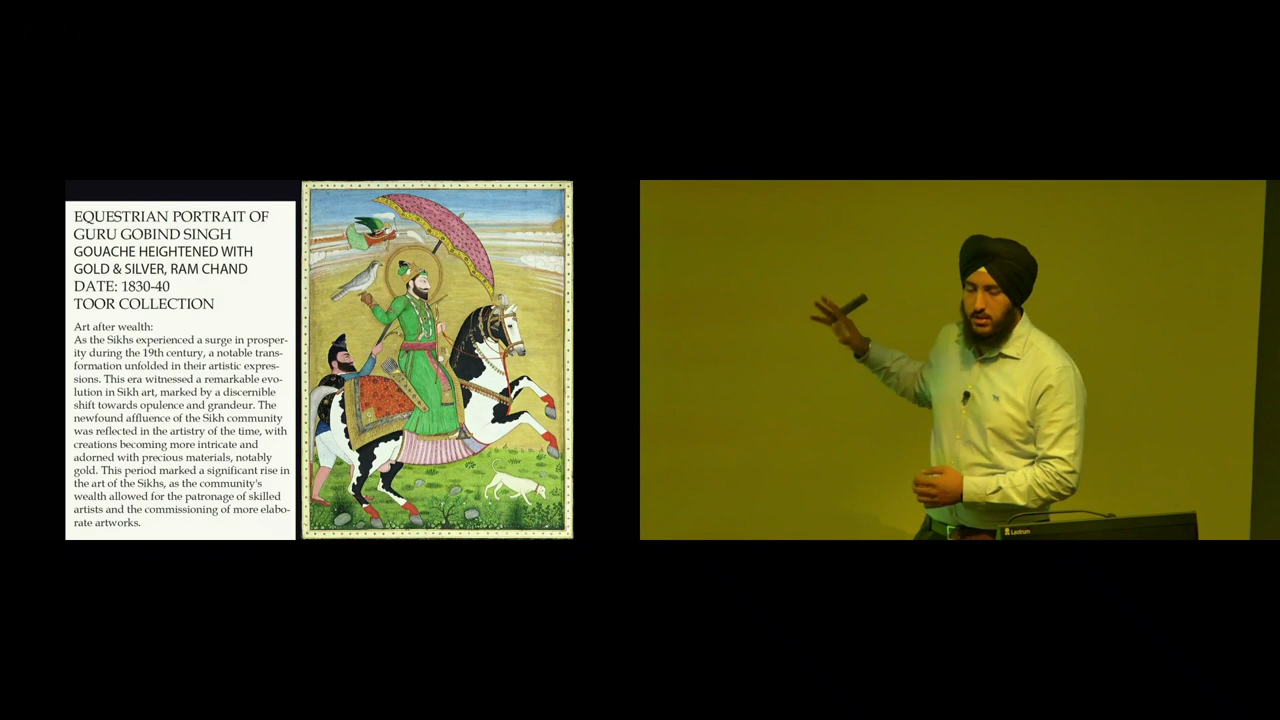 EQUESTRIAN PORTRAIT OF
GURU GOBIND SINGH
GOUACHE HEIGHTENED WITH
GOLD & SILVER, RAM CHAND
DATE: 1830-40
TOOR COLLECTION
Art after wealth:
As the Sikhs experienced a surge in prosper-
ity during the 19th century, a notable trans-
formation unfolded in their artistic expres-
sions. This era witnessed a remarkable evo-
lution in Sikh art, marked by a discernible
shift towards opulence and grandeur. The
newfound affluence of the Sikh community
was reflected in the artistry of the time, with
creations becoming more intricate and
adorned with precious materials, notably
gold. This period marked a significant rise in
the art of the Sikhs, as the community's
wealth allowed for the patronage of skilled
artists and the commissioning of more elabo-
rate artworks.
Lectrum